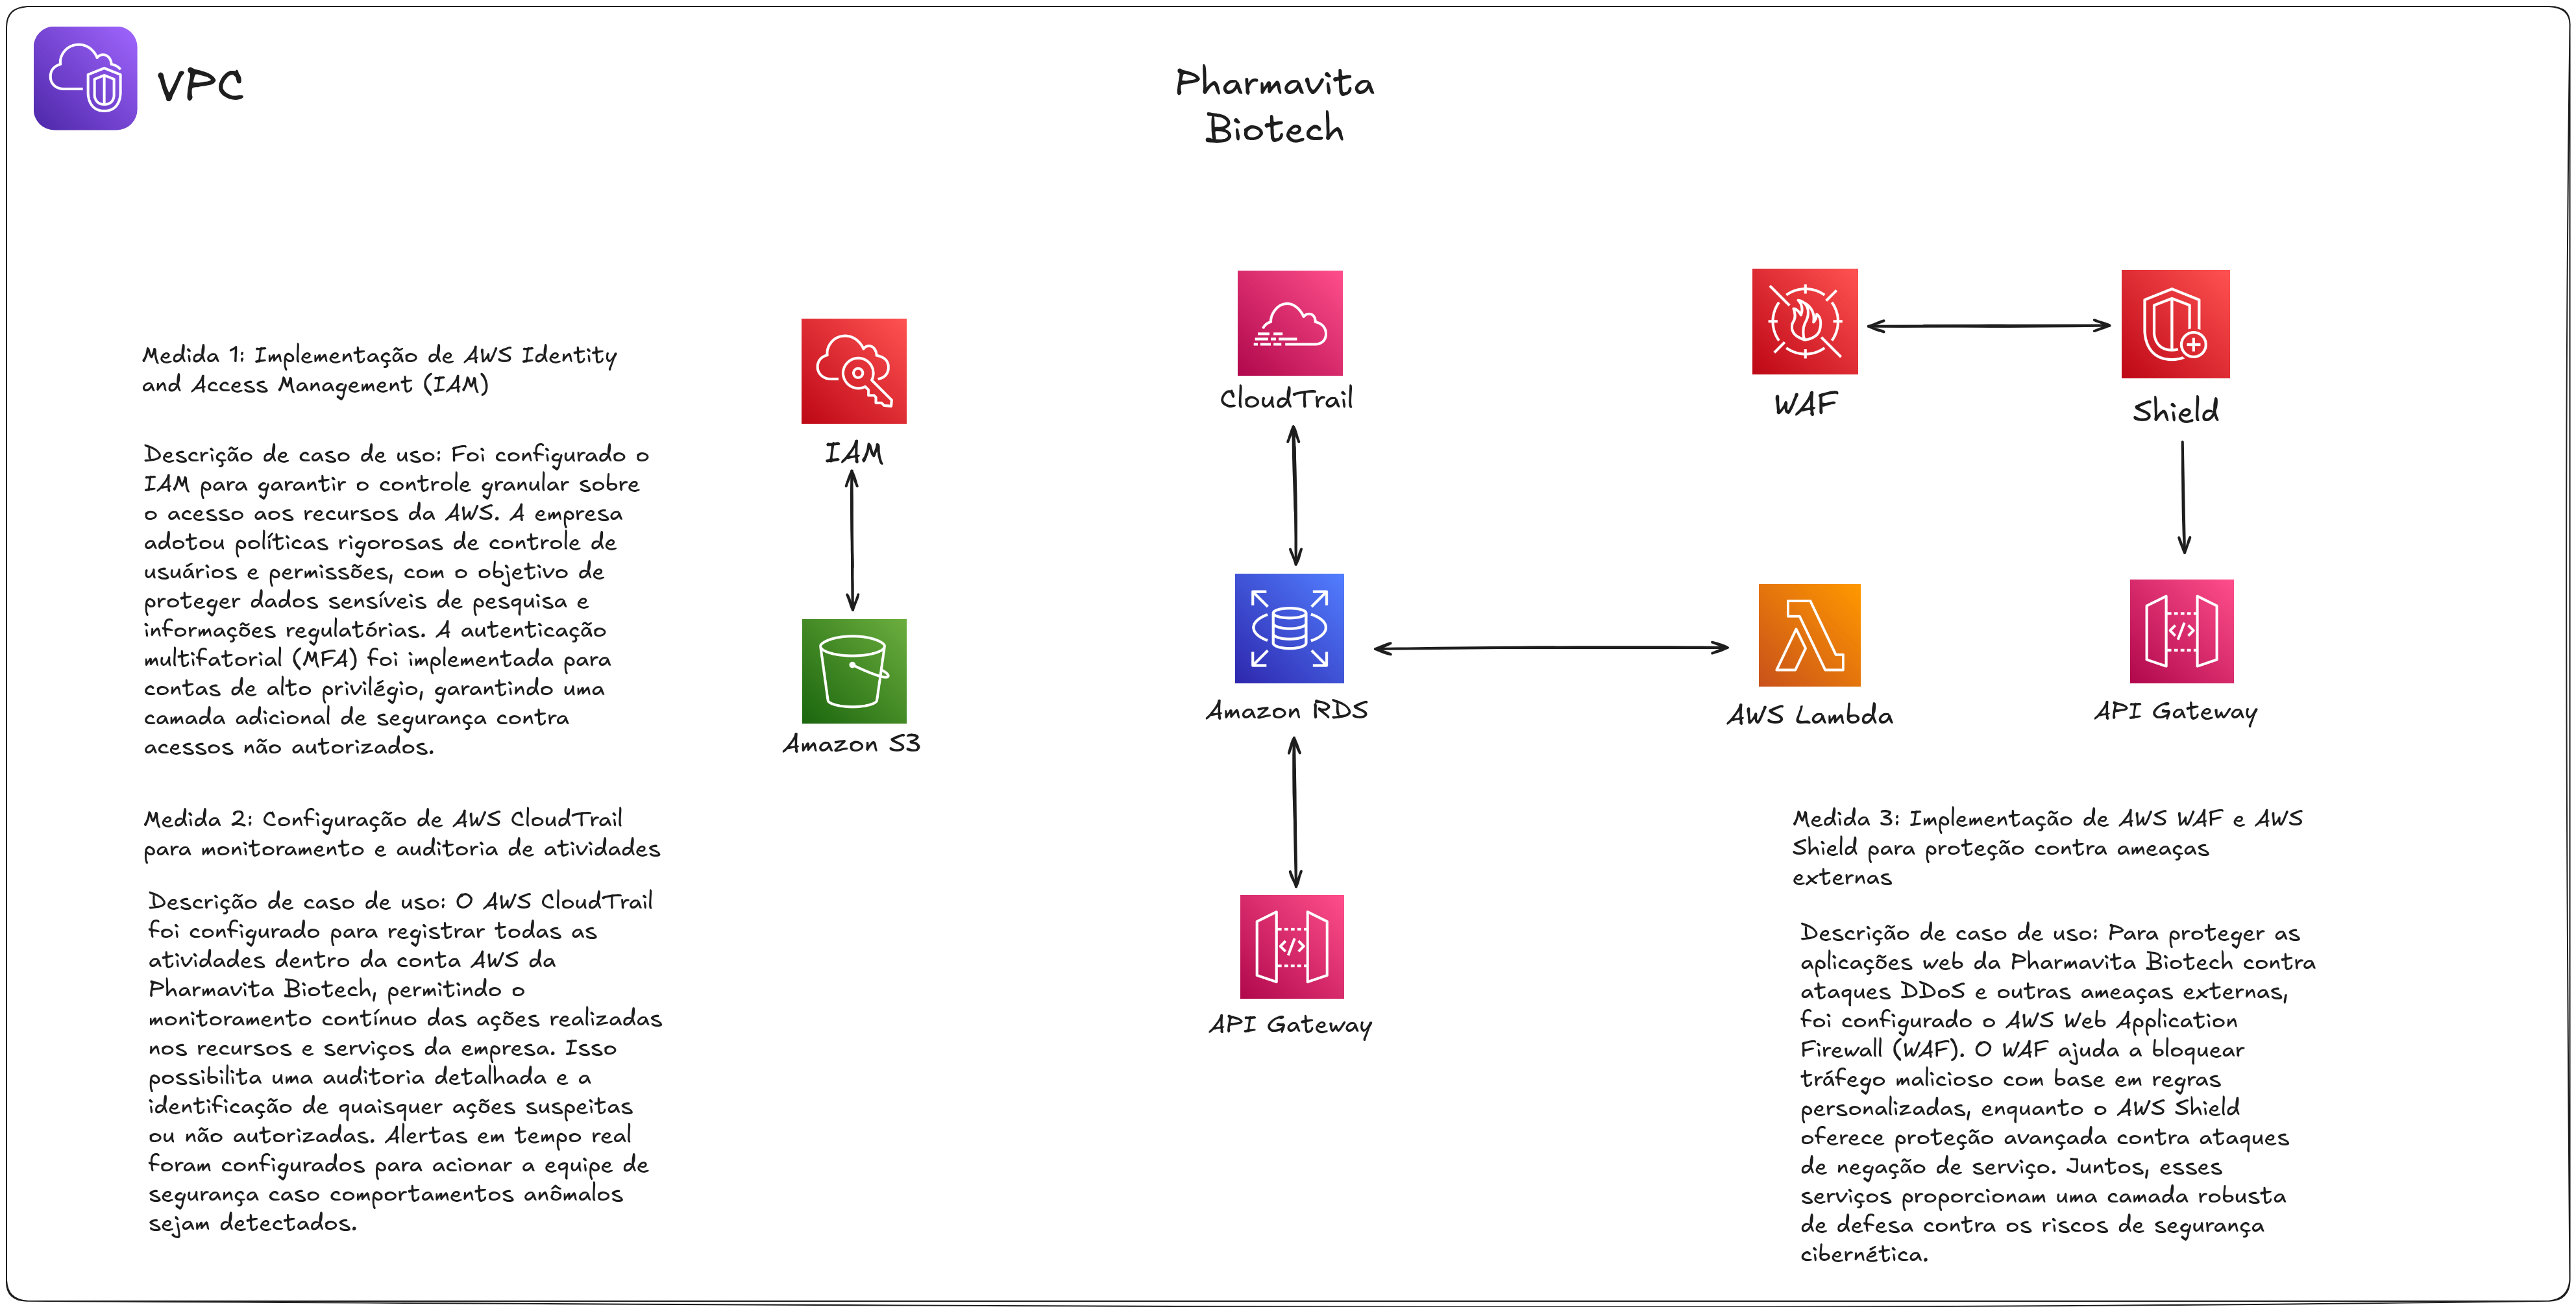 VPC
Pharmavita
Biotech
Medida 1: Implementação de AWS Identity
and Access Management (IAM)
Descrição de caso de uso: Foi configurado o
IAM para garantir o controle granular sobre
o acesso aos recursos da AWS. A empresa
adotou políticas rigorosas de controle de
usuários e permissões, com o objetivo de
proteger dados sensíveis de pesquisa e
informações regulatórias. A autenticação
multifatorial (MFA) foi implementada para
contas de alto privilégio, garantindo uma
camada adicional de segurança contra
acessos não autorizados.
Medida 2: Configuração de AWS CloudTrail
para monitoramento e auditoria de atividades
Descrição de caso de uso: O AWS CloudTrail
foi configurado para registrar todas as
atividades dentro da conta AWS da
Pharmavita Biotech, permitindo o
monitoramento contínuo das ações realizadas
nos recursos e serviços da empresa. Isso
possibilita uma auditoria detalhada e a
identificação de quaisquer ações suspeitas
ou não autorizadas. Alertas em tempo real
foram configurados para acionar a equipe de
segurança caso comportamentos anômalos
sejam detectados.
IAM
Amazon S3
CloudTrail
Amazon RDS
API Gateway
WAF
Shield
AWS Lambda
API Gateway
Medida 3: Implementação de AWS WAF e AWS
Shield para proteção contra ameaças
externas
Descrição de caso de uso: Para proteger as
aplicações web da Pharmavita Biotech contra
ataques DDoS e outras ameaças externas,
foi configurado o AWS Web Application
Firewall (WAF). O WAF ajuda a bloquear
tráfego malicioso com base em regras
personalizadas, enquanto o AWS Shield
oferece proteção avançada contra ataques
de negação de serviço. Juntos, esses
serviços proporcionam uma camada robusta
de defesa contra os riscos de segurança
cibernética.